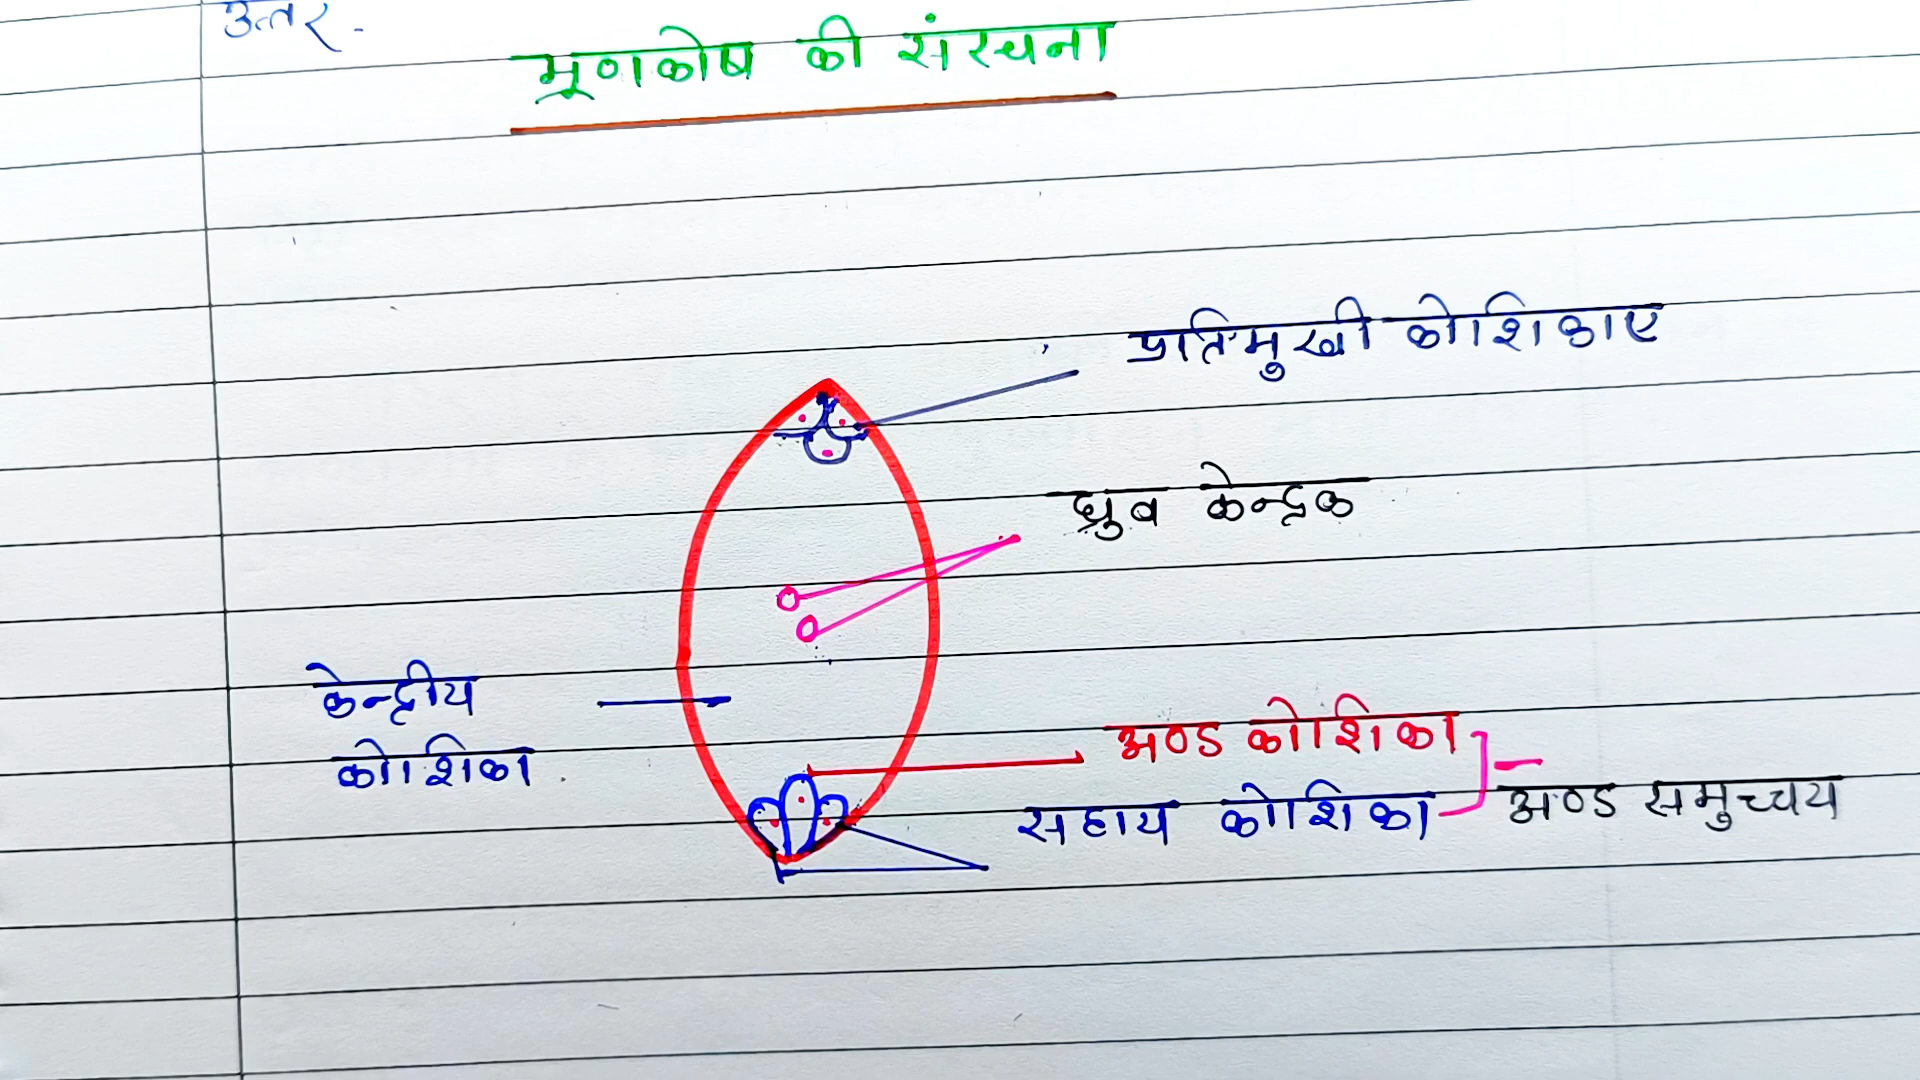 उत्तर.
भ्रूणकोष की संरचना
प्रतिमुखी कोशिकाए
ध्रुव केन्द्रक
केन्द्रीय
कोशिका
अण्ड कोशिका
सहाय कोशिका
अण्ड समुच्चय